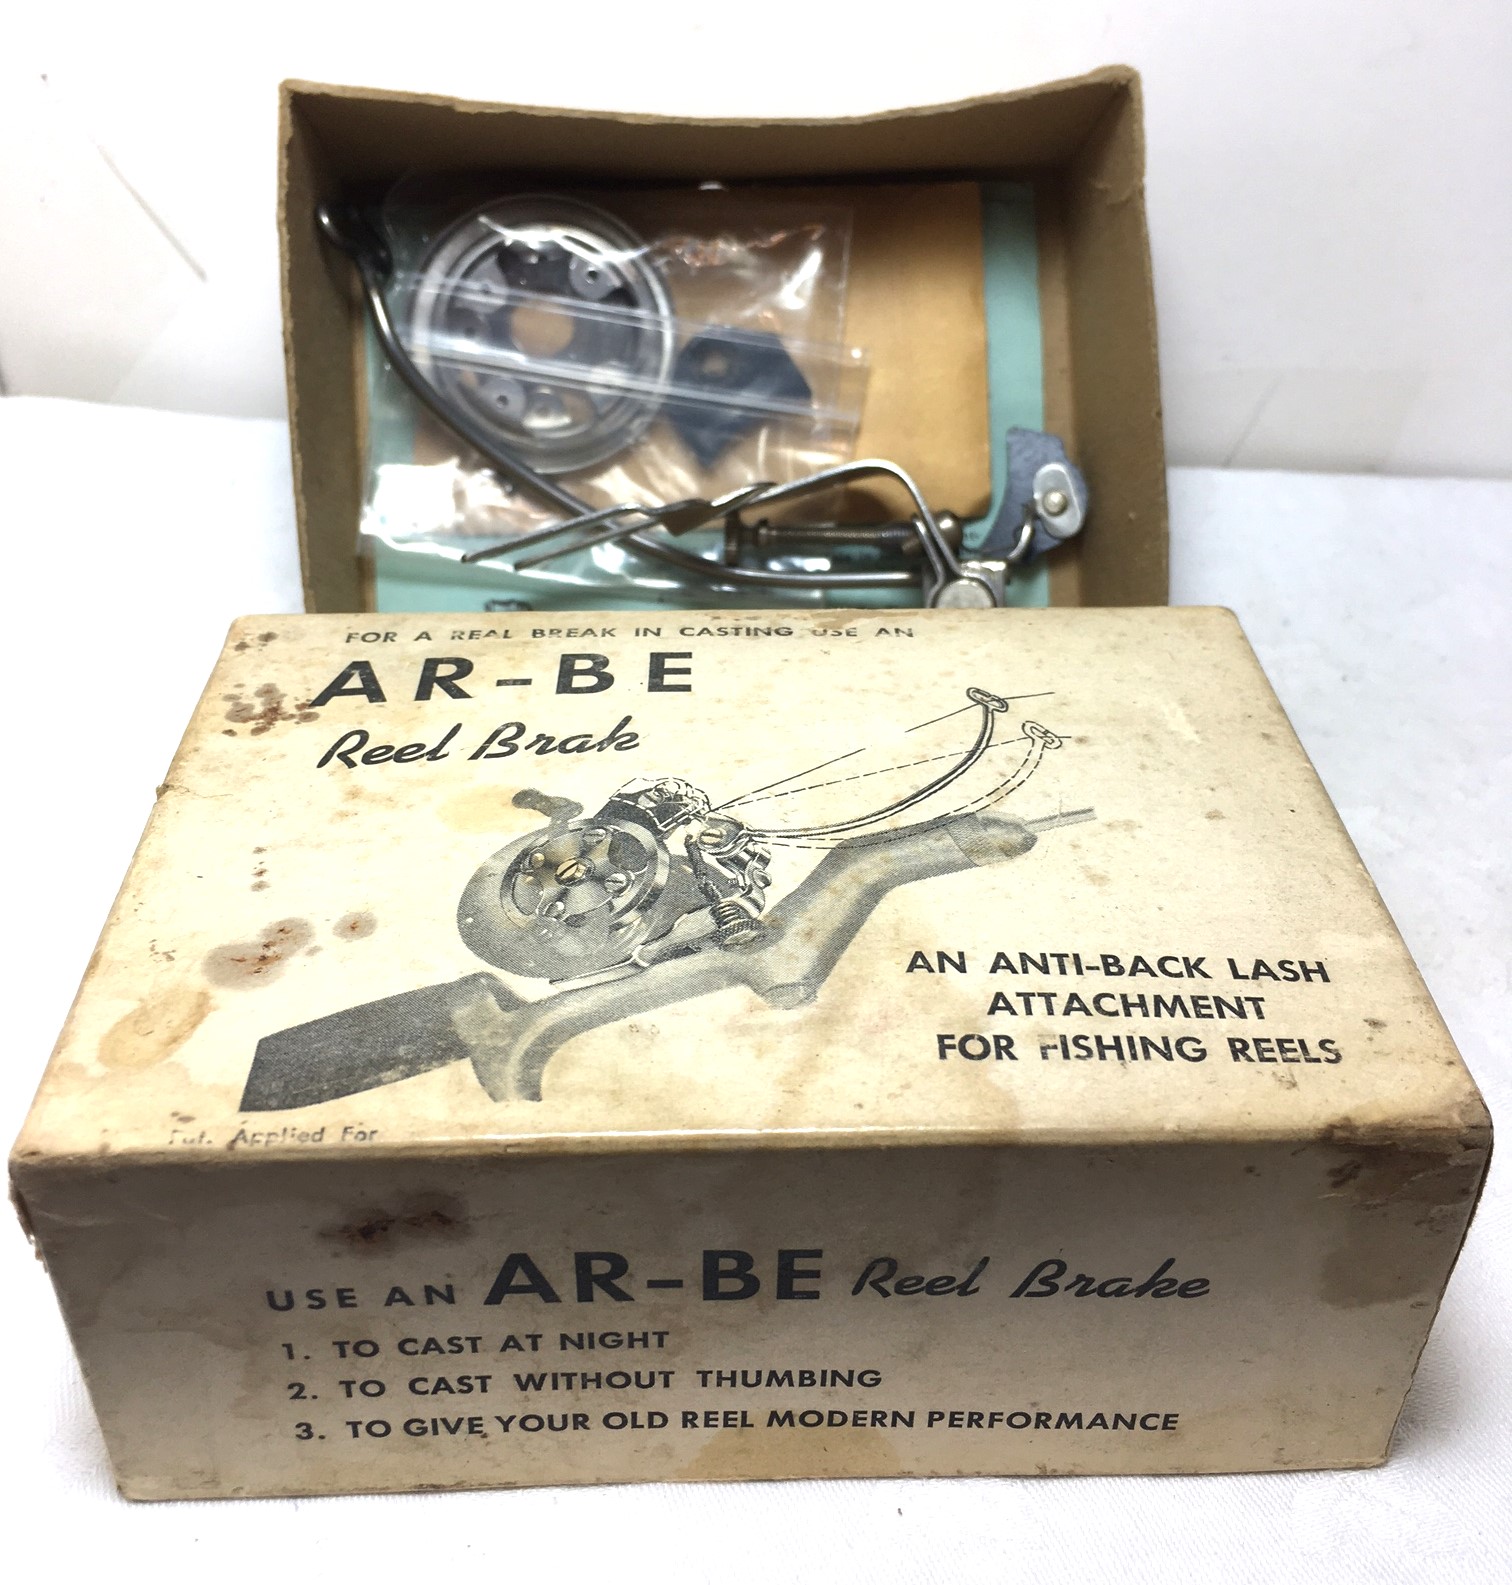 FOR A REAL BREAK IN CASTING USE AN
AR-BE
Reel Brak
AN ANTI-BACK LASH
ATTACHMENT
FOR FISHING REELS
Pat. Applied For
USE AN AR-BE Reel Brake
1. TO CAST AT NIGHT
2. TO CAST WITHOUT THUMBING
3. TO GIVE YOUR OLD REEL MODERN PERFORMANCE